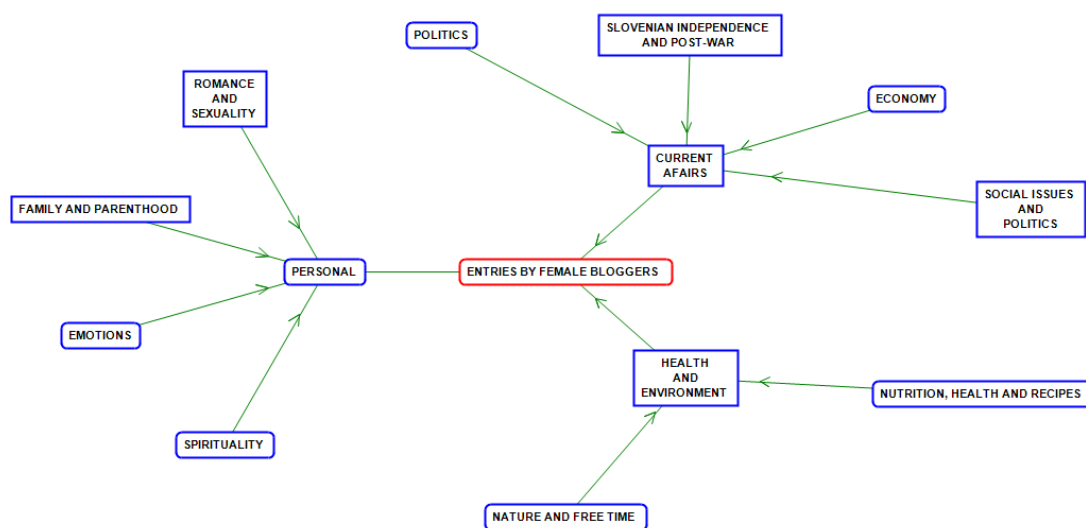 POLITICS
SLOVENIAN INDEPENDENCE
AND POST-WAR
ROMANCE
AND
SEXUALITY
ECONOMY
CURRENT
AFAIRS
SOCIAL ISSUES
AND
POLITICS
FAMILY AND PARENTHOOD
PERSONAL
ENTRIES BY FEMALE BLOGGERS
EMOTIONS
HEALTH
AND
ENVIRONMENT
NUTRITION, HEALTH AND RECIPES
SPIRITUALITY
NATURE AND FREE TIME